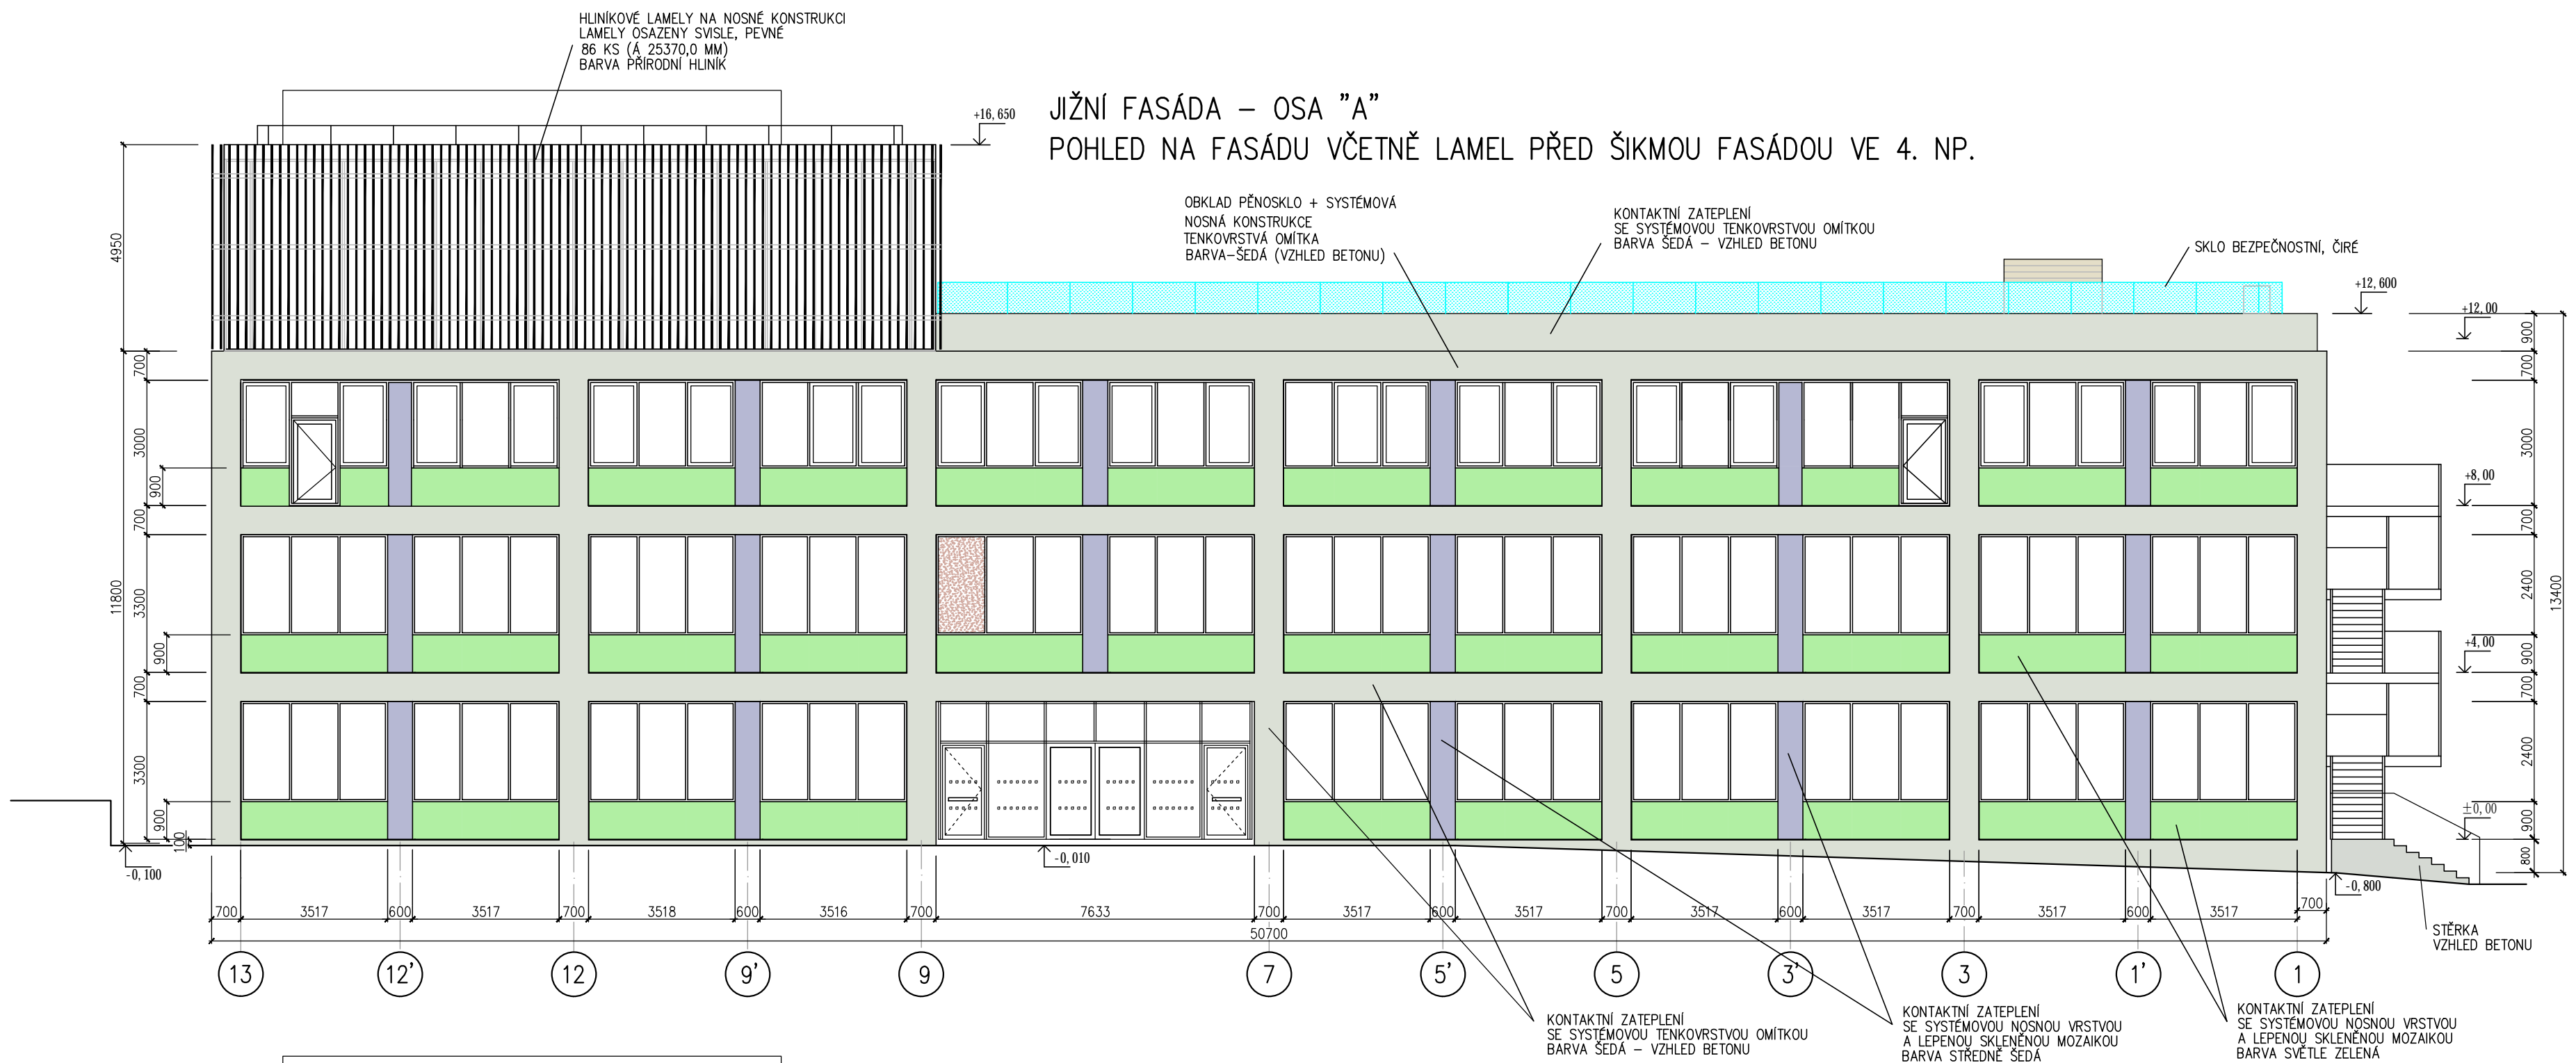 HLINÍKOVÉ LAMELY NA NOSNÉ KONSTRUKCI
LAMELY OSAZENY SVISLE, PEVNÉ
86 KS (Á 25370,0 MM)
BARVA PŘÍRODNÍ HLINÍK
+16,650
JIŽNÍ FASÁDA – OSA "A"
POHLED NA FASÁDU VČETNĚ LAMEL PŘED ŠIKMOU FASÁDOU VE 4. NP.
OBKLAD PĚNOSKLO + SYSTÉMOVÁ
NOSNÁ KONSTRUKCE
TENKOVRSTVÁ OMÍTKA
BARVA-ŠEDÁ (VZHLED BETONU)
KONTAKTNÍ ZATEPLENÍ
SE SYSTÉMOVOU TENKOVRSTVOU OMÍTKOU
BARVA ŠEDÁ – VZHLED BETONU
SKLO BEZPEČNOSTNÍ, ČIRÉ
+12,600
+12,00
+8,00
+4,00
±0,00
4950
11800
700
3000
900
700
3300
900
700
3300
900
100
-0,100
-0,010
-0,800
900
700
3000
700
2400
900
700
2400
900
800
13400
700 3517 600 3517 700 3518 600 3516 700 7633 700 3517 600 3517 700 3517 600 3517 700 3517 600 3517 700
50700
13 12' 12 9' 9 7 5' 5 3' 3 1' 1
STĚRKA
VZHLED BETONU
KONTAKTNÍ ZATEPLENÍ
SE SYSTÉMOVOU TENKOVRSTVOU OMÍTKOU
BARVA ŠEDÁ – VZHLED BETONU
KONTAKTNÍ ZATEPLENÍ
SE SYSTÉMOVOU NOSNOU VRSTVOU
A LEPENOU SKLENĚNOU MOZAIKOU
BARVA STŘEDNĚ ŠEDÁ
KONTAKTNÍ ZATEPLENÍ
SE SYSTÉMOVOU NOSNOU VRSTVOU
A LEPENOU SKLENĚNOU MOZAIKOU
BARVA SVĚTLE ZELENÁ